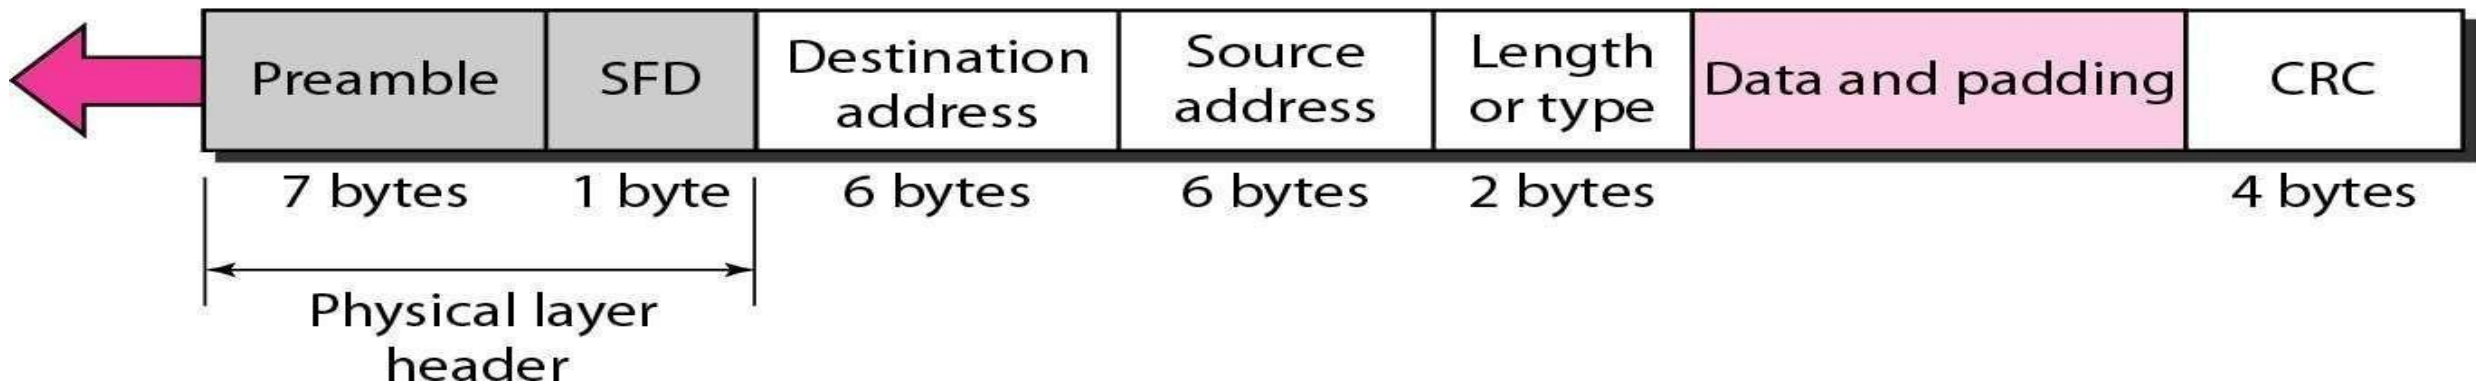 Preamble
SFD
Destination
address
Source
address
Length
or type
Data and padding
CRC
7 bytes
1 byte
6 bytes
6 bytes
2 bytes
4 bytes
Physical layer
header